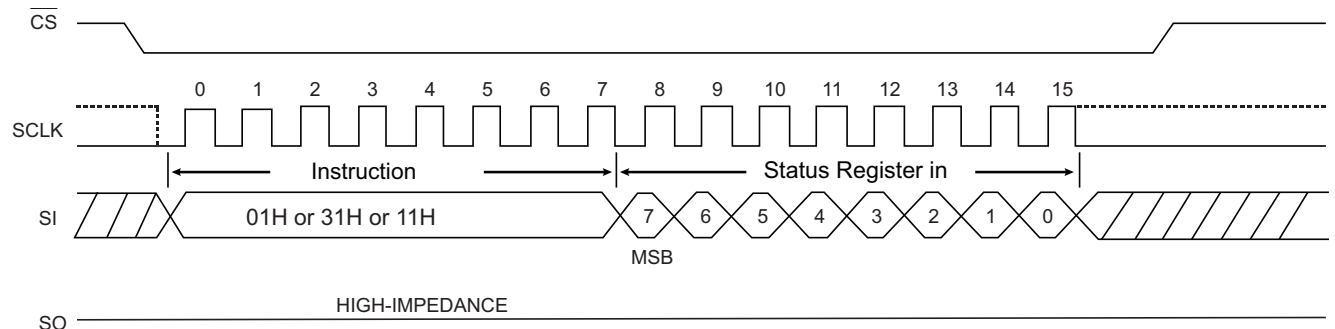 CS
0 1 2 3 4 5 6 7 8 9 10 11 12 13 14 15
SCLK
Instruction Status Register in
SI 01H or 31H or 11H 7 6 5 4 3 2 1 0
MSB
HIGH-IMPEDANCE
SO